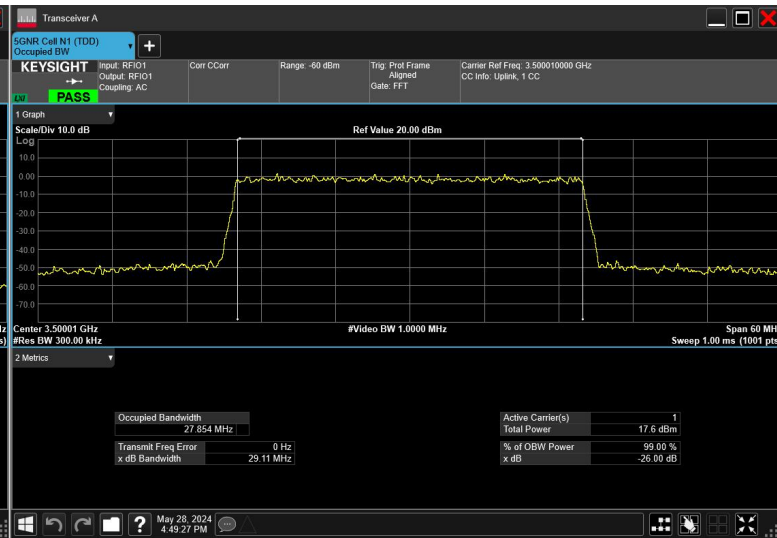 Transceiver A
5GNR Cell N1 (TDD)
Occupied BW
KEYSIGHT
Input: RFIO1
Output: RFIO1
Coupling: AC
Corr CCorr
Range: -60 dBm
Trig: Prot Frame
Aligned
Gate: FFT
Carrier Ref Freq: 3.500010000 GHz
CC Info: Uplink, 1 CC
LXI
PASS
1 Graph
Scale/Div 10.0 dB
Ref Value 20.00 dBm
Log
10.0
0.00
-10.0
-20.0
-30.0
-40.0
-50.0
-60.0
-70.0
Center 3.50001 GHz
#Video BW 1.0000 MHz
Span 60 MH
#Res BW 300.00 kHz
Sweep 1.00 ms (1001 pts
2 Metrics
Occupied Bandwidth
27.854 MHz
Transmit Freq Error 0 Hz
x dB Bandwidth 29.11 MHz
Active Carrier(s) 1
Total Power 17.6 dBm
% of OBW Power 99.00 %
x dB -26.00 dB
May 28, 2024
4:49:27 PM